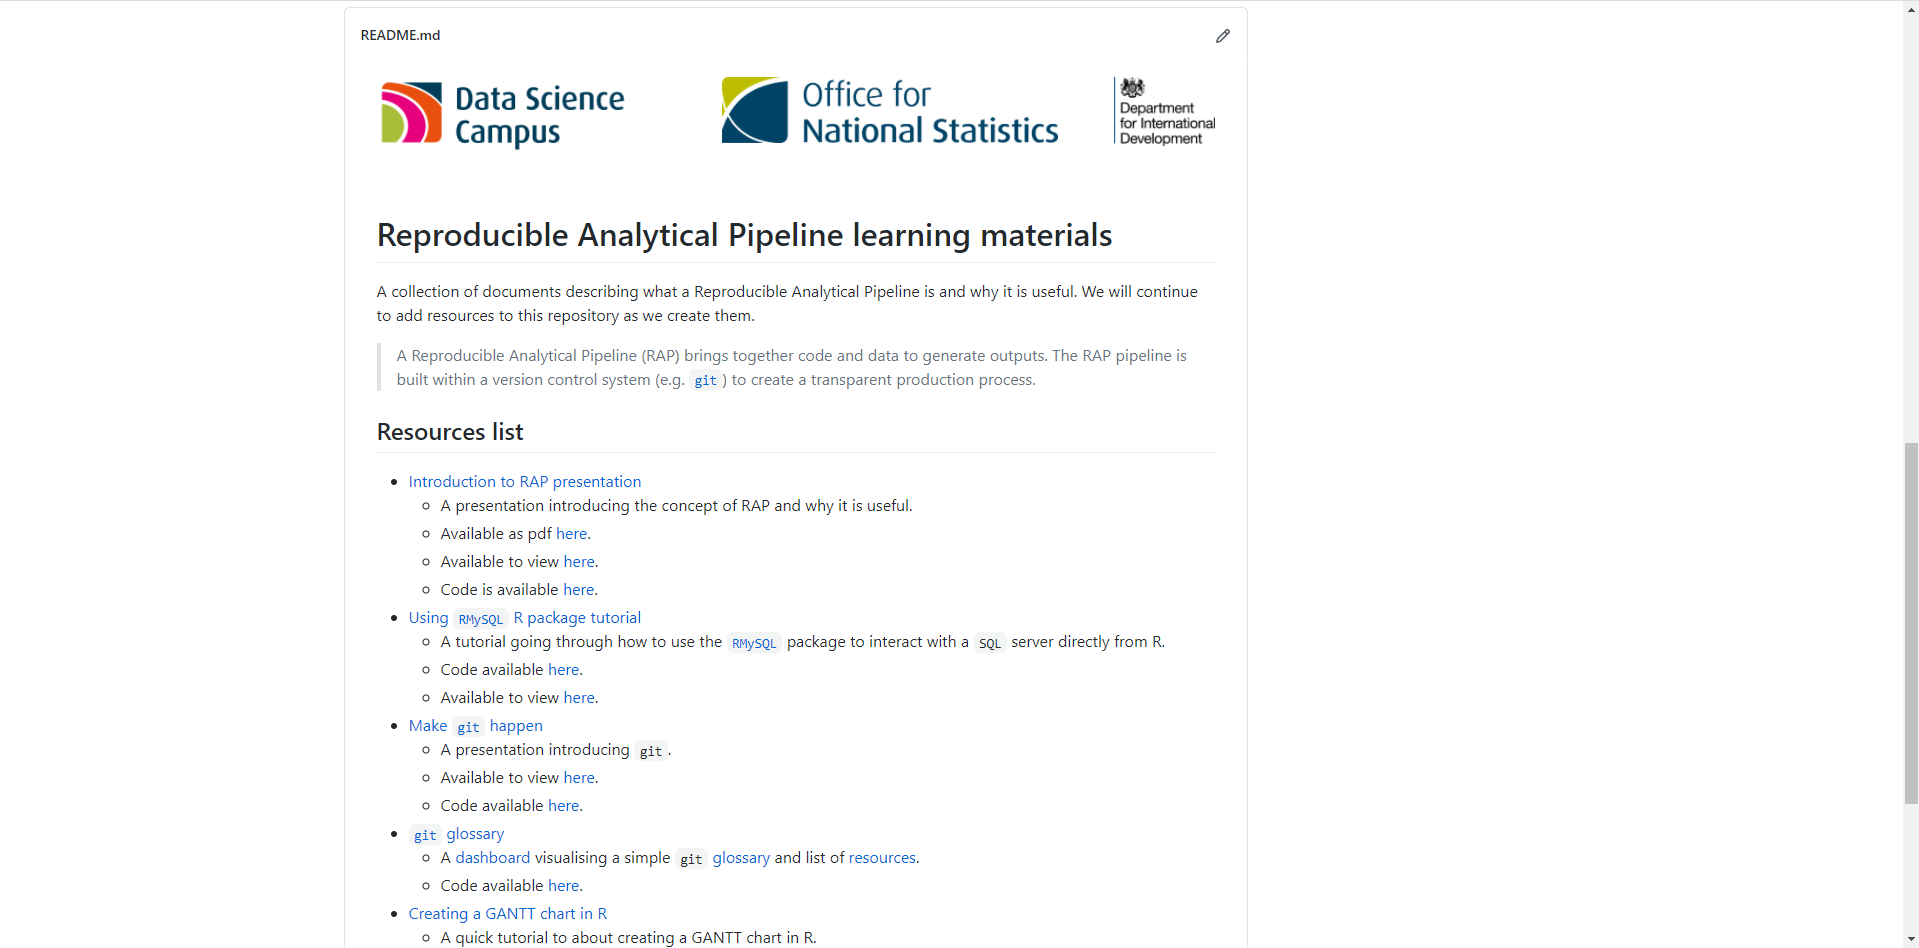 README.md
Data Science
Campus
Office for
National Statistics
Department
for International
Development
Reproducible Analytical Pipeline learning materials
A collection of documents describing what a Reproducible Analytical Pipeline is and why it is useful. We will continue
to add resources to this repository as we create them.
A Reproducible Analytical Pipeline (RAP) brings together code and data to generate outputs. The RAP pipeline is
built within a version control system (e.g. git ) to create a transparent production process.
Resources list
Introduction to RAP presentation
A presentation introducing the concept of RAP and why it is useful.
Available as pdf here.
Available to view here.
Code is available here.
Using RMySQL R package tutorial
A tutorial going through how to use the RMySQL package to interact with a SQL server directly from R.
Code available here.
Available to view here.
Make git happen
A presentation introducing git .
Available to view here.
Code available here.
git glossary
A dashboard visualising a simple git glossary and list of resources.
Code available here.
Creating a GANTT chart in R
A quick tutorial to about creating a GANTT chart in R.